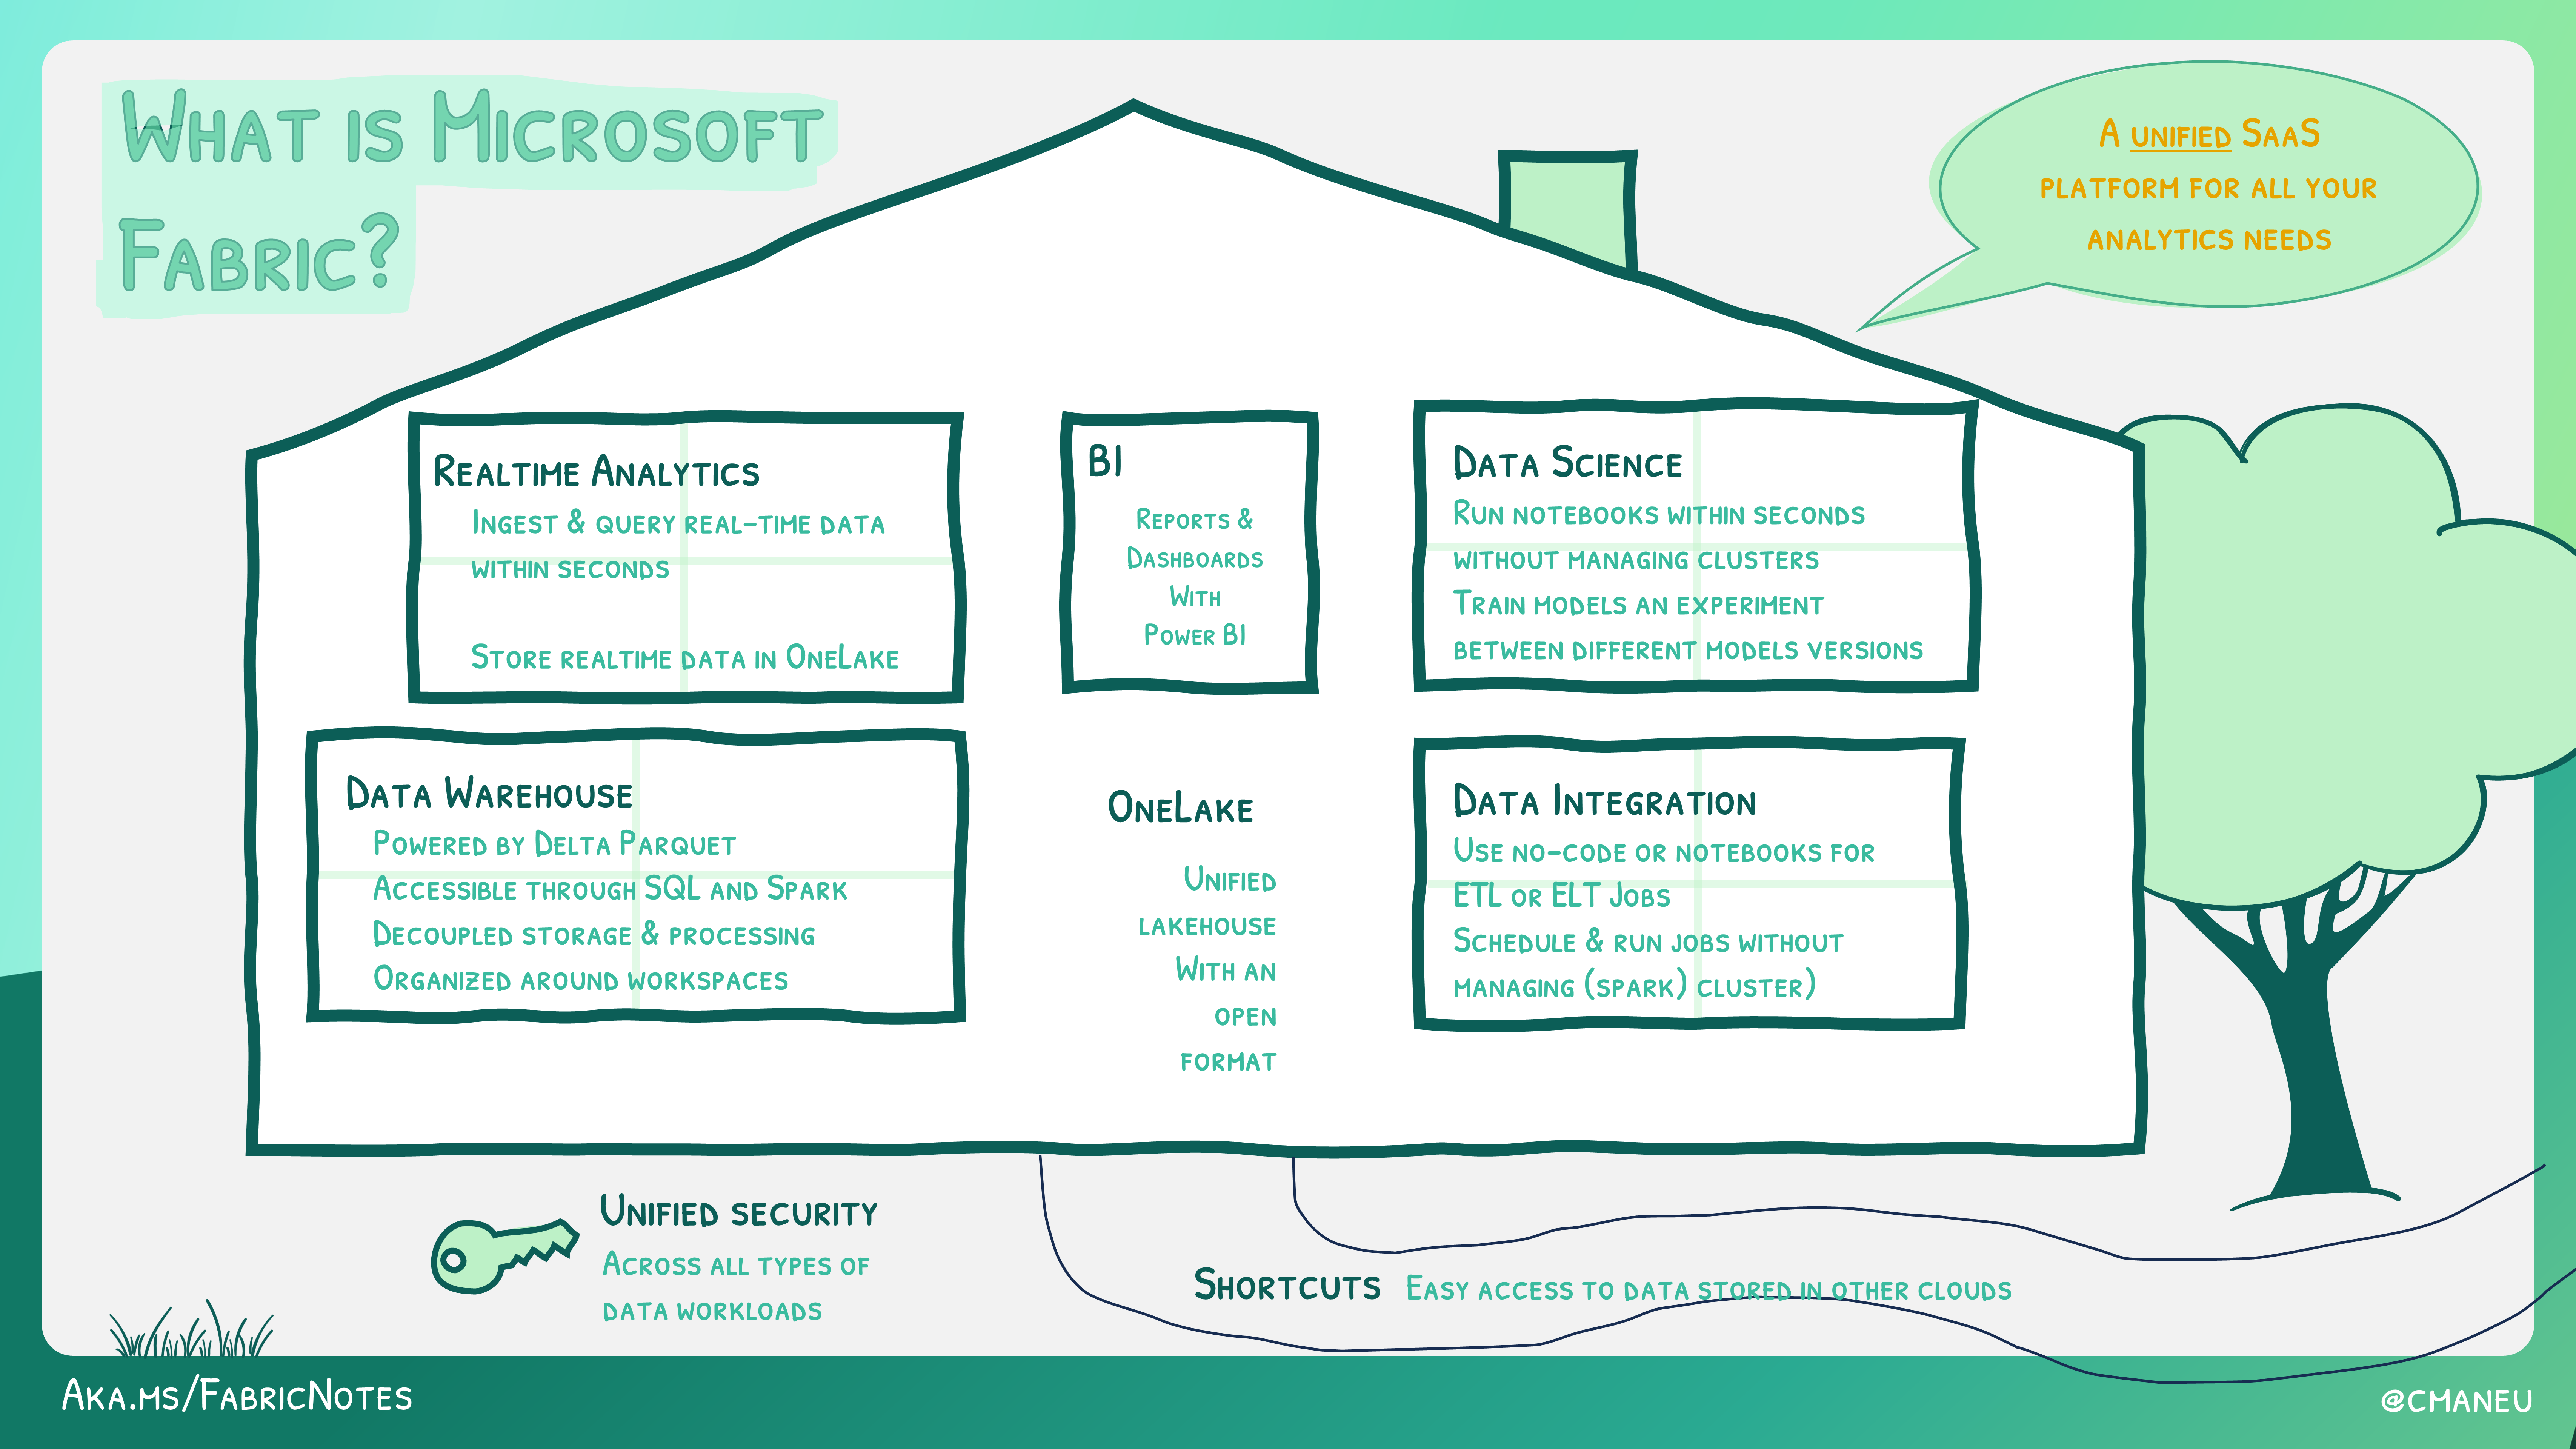 What is Microsoft
Fabric?
A unified SaaS
platform for all your
analytics needs
Realtime Analytics
Ingest & query real-time data
within seconds
Store realtime data in OneLake
BI
Reports &
Dashboards
With
Power BI
Data Science
Run notebooks within seconds
without managing clusters
Train models an experiment
between different models versions
Data Warehouse
Powered by Delta Parquet
Accessible through SQL and Spark
Decoupled storage & processing
Organized around workspaces
OneLake
Unified
lakehouse
With an
open
format
Data Integration
Use no-code or notebooks for
ETL or ELT Jobs
Schedule & run jobs without
managing (spark) cluster)
Unified security
Across all types of
data workloads
Shortcuts Easy access to data stored in other clouds
Aka.ms/FabricNotes
@cmaneu